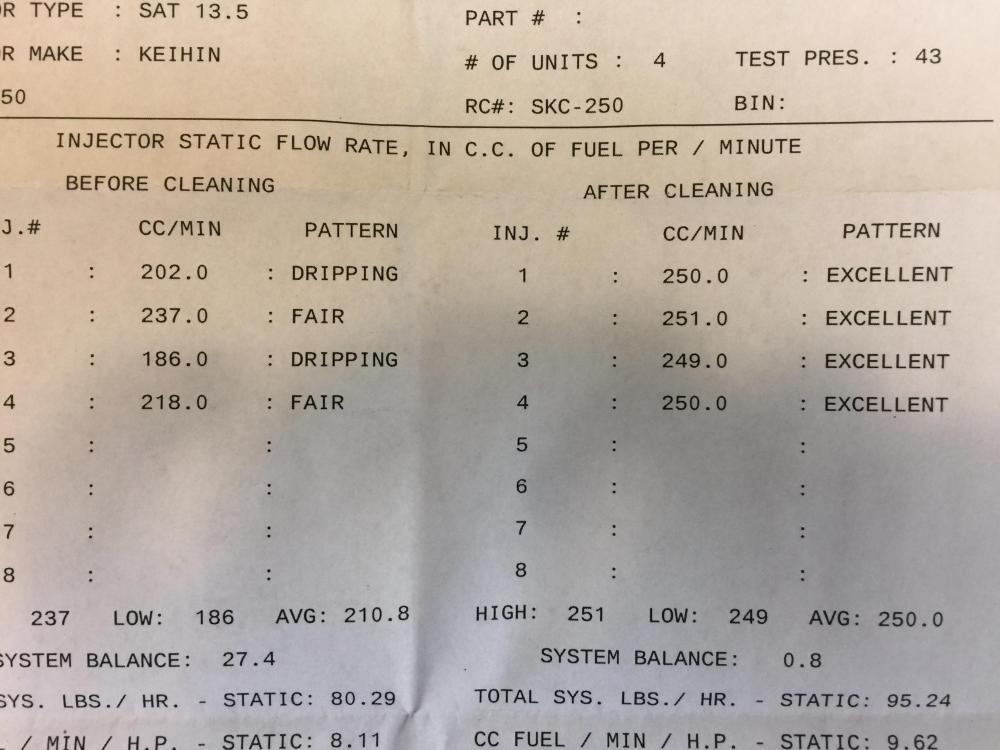 OR TYPE : SAT 13.5 PART # :
OR MAKE : KEIHIN # OF UNITS : 4 TEST PRES. : 43
50 RC#: SKC-250 BIN:
INJECTOR STATIC FLOW RATE, IN C.C. OF FUEL PER / MINUTE
BEFORE CLEANING AFTER CLEANING
J.# CC/MIN PATTERN INJ. # CC/MIN PATTERN
1 : 202.0 : DRIPPING 1 : 250.0 : EXCELLENT
2 : 237.0 : FAIR 2 : 251.0 : EXCELLENT
3 : 186.0 : DRIPPING 3 : 249.0 : EXCELLENT
4 : 218.0 : FAIR 4 : 250.0 : EXCELLENT
5 : : 5 : :
6 : : 6 : :
7 : : 7 : :
8 : : 8 : :
237 LOW: 186 AVG: 210.8 HIGH: 251 LOW: 249 AVG: 250.0
SYSTEM BALANCE: 27.4 SYSTEM BALANCE: 0.8
SYS. LBS./ HR. - STATIC: 80.29 TOTAL SYS. LBS./ HR. - STATIC: 95.24
/ MIN / H.P. - STATIC: 8.11 CC FUEL / MIN / H.P. - STATIC: 9.62